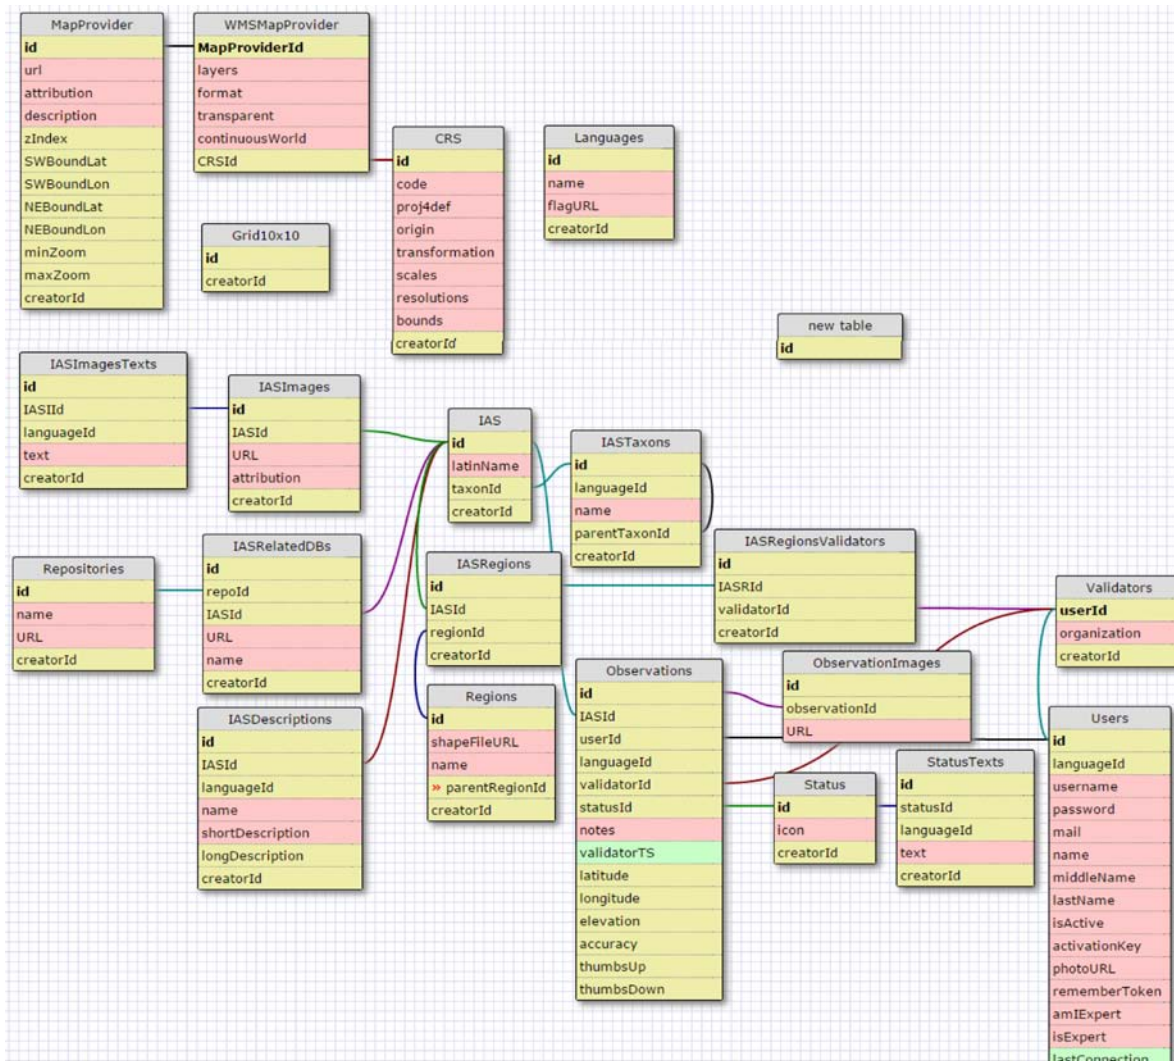 MapProvider
id
url
attribution
description
zIndex
SWBoundLat
SWBoundLon
NEBoundLat
NEBoundLon
minZoom
maxZoom
creatorId
WMSMapProvider
MapProviderId
layers
format
transparent
continuousWorld
CRSId
CRS
id
code
proj4def
origin
transformation
scales
resolutions
bounds
creatorId
Languages
id
name
flagURL
creatorId
Grid10x10
id
creatorId
new table
id
IASImagesTexts
id
IASIId
languageId
text
creatorId
IASImages
id
IASId
URL
attribution
creatorId
IAS
id
latinName
taxonId
creatorId
IASTaxons
id
languageId
name
parentTaxonId
creatorId
Repositories
id
name
URL
creatorId
IASRelatedDBs
id
repoId
IASId
URL
name
creatorId
IASRegions
id
IASId
regionId
creatorId
IASRegionsValidators
id
IASRId
validatorId
creatorId
Validators
userId
organization
creatorId
IASDescriptions
id
IASId
languageId
name
shortDescription
longDescription
creatorId
Regions
id
shapeFileURL
name
» parentRegionId
creatorId
Observations
id
IASId
userId
languageId
validatorId
statusId
notes
validatorTS
latitude
longitude
elevation
accuracy
thumbsUp
thumbsDown
ObservationImages
id
observationId
URL
Status
id
icon
creatorId
StatusTexts
id
statusId
languageId
text
creatorId
Users
id
languageId
username
password
mail
name
middleName
lastName
isActive
activationKey
photoURL
rememberToken
amIExpert
isExpert
lastConnection